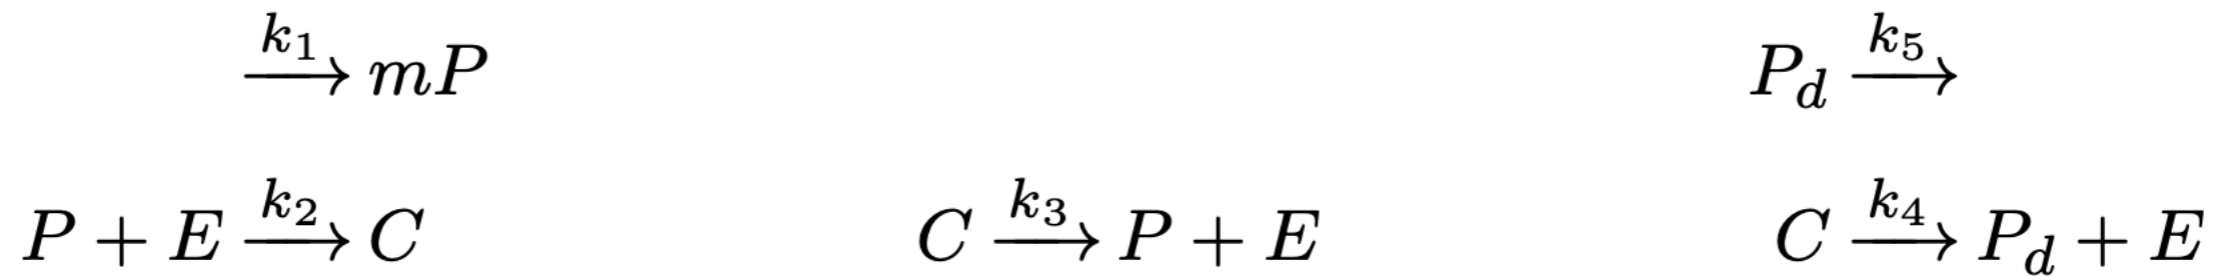 $\xrightarrow{k_1} mP$ $P_d \xrightarrow{k_5}$
$P + E \xrightarrow{k_2} C$ $C \xrightarrow{k_3} P + E$ $C \xrightarrow{k_4} P_d + E$